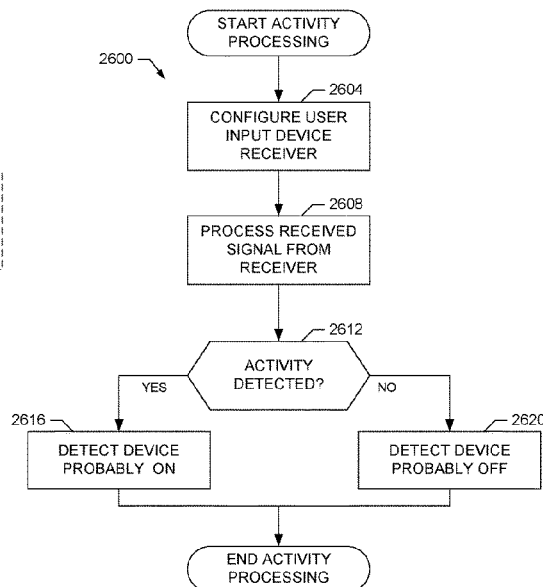 START ACTIVITY
PROCESSING
2600
2604
CONFIGURE USER
INPUT DEVICE
RECEIVER
2608
PROCESS RECEIVED
SIGNAL FROM
RECEIVER
2612
ACTIVITY
DETECTED?
YES
NO
2616
DETECT DEVICE
PROBABLY ON
2620
DETECT DEVICE
PROBABLY OFF
END ACTIVITY
PROCESSING